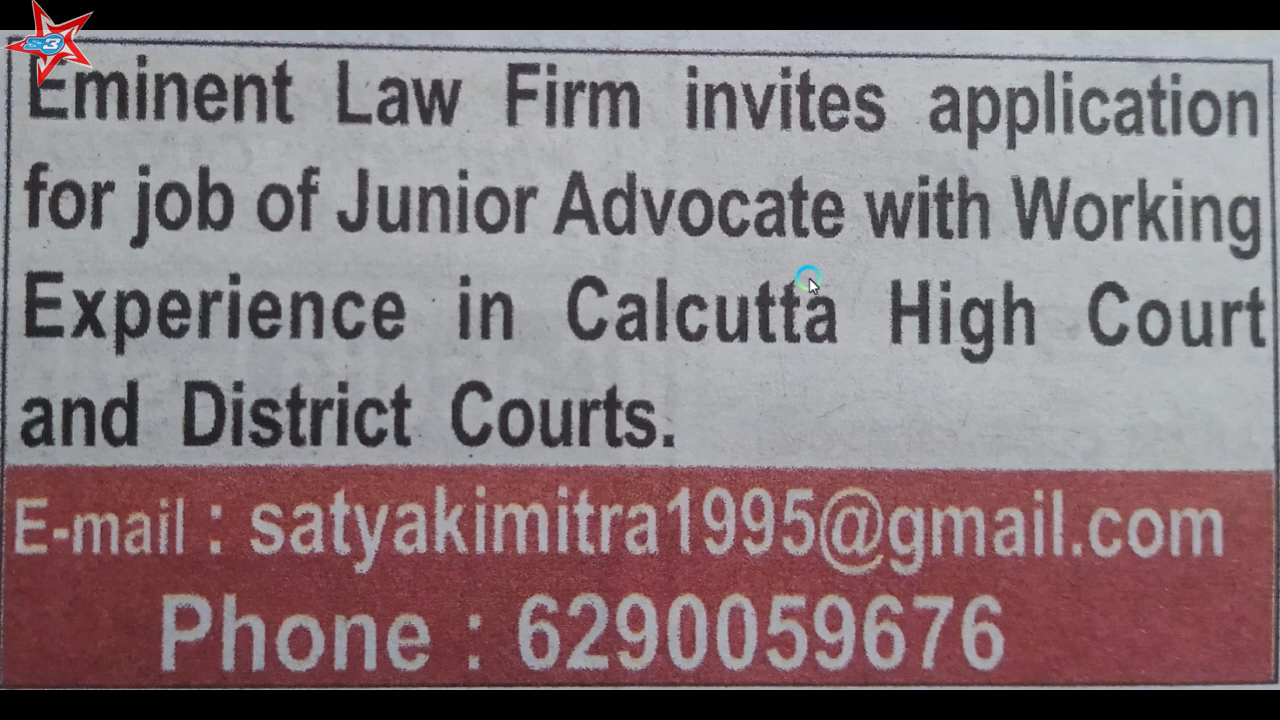 S3
Eminent Law Firm invites application
for job of Junior Advocate with Working
Experience in Calcutta High Court
and District Courts.
E-mail : satyakimitra1995@gmail.com
Phone : 6290059676